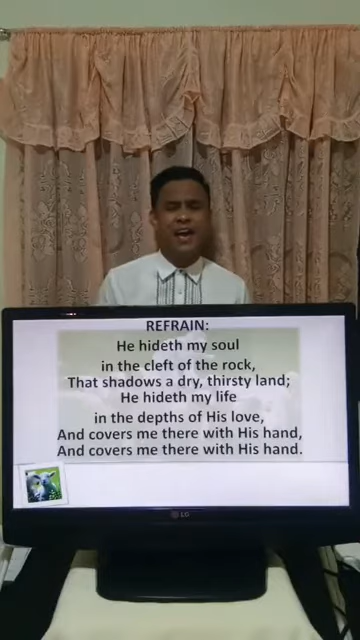 REFRAIN:
He hideth my soul
in the cleft of the rock,
That shadows a dry, thirsty land;
He hideth my life
in the depths of His love,
And covers me there with His hand,
And covers me there with His hand.
LG